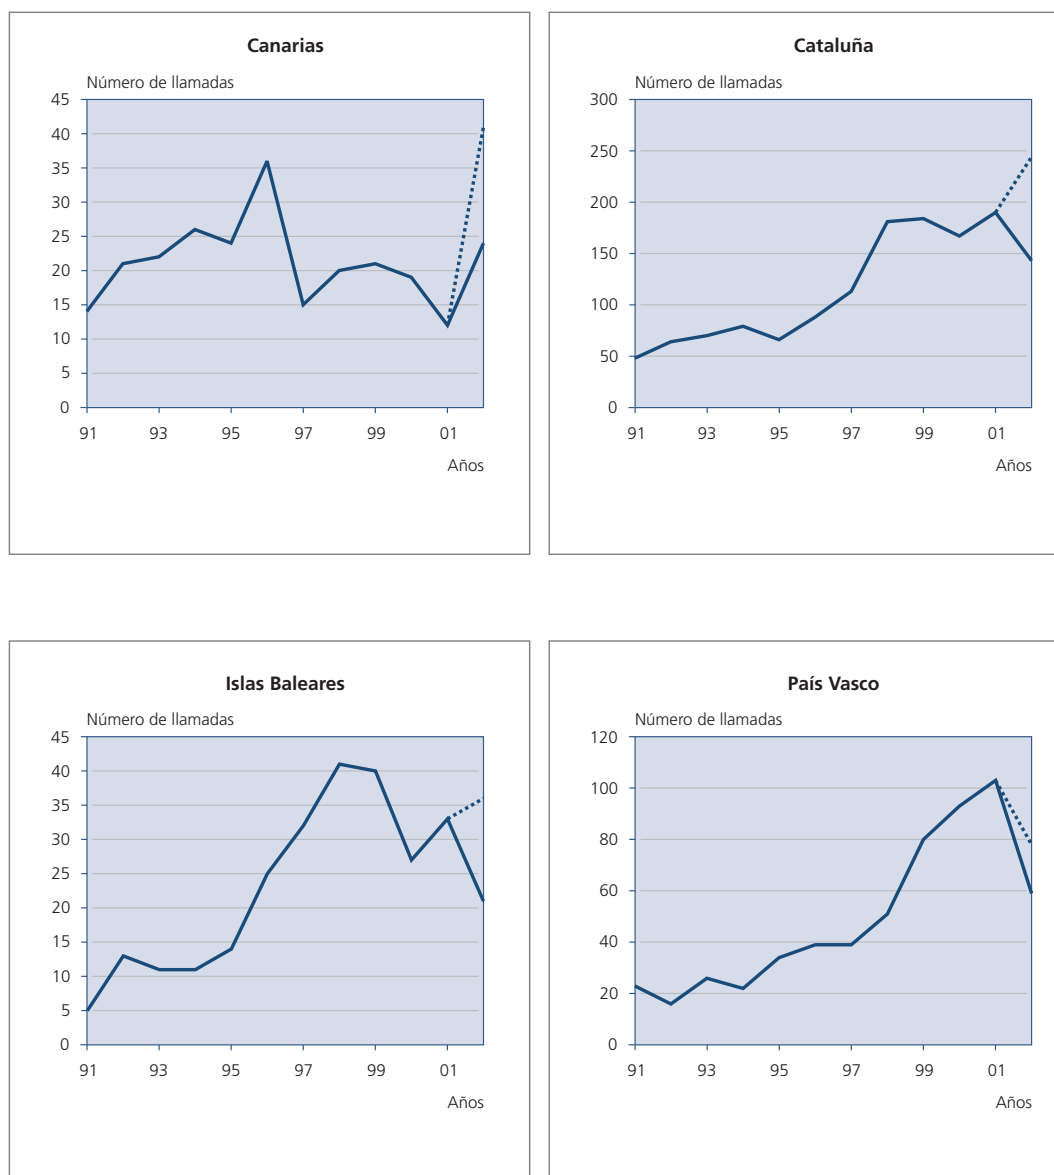 Canarias
Número de llamadas
45
40
35
30
25
20
15
10
5
0
91 93 95 97 99 01
Años
Cataluña
Número de llamadas
300
250
200
150
100
50
0
91 93 95 97 99 01
Años
Islas Baleares
Número de llamadas
45
40
35
30
25
20
15
10
5
0
91 93 95 97 99 01
Años
País Vasco
Número de llamadas
120
100
80
60
40
20
0
91 93 95 97 99 01
Años